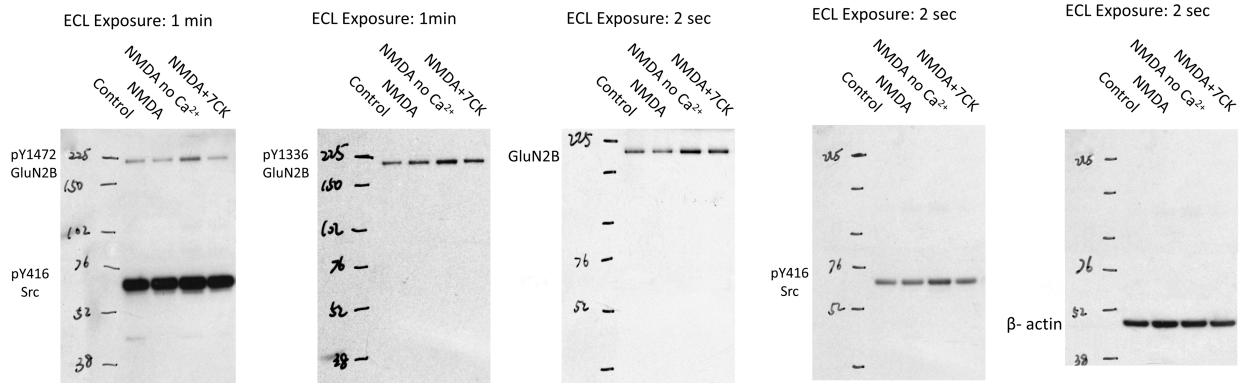 ECL Exposure: 1 min
Control
NMDA
NMDA no Ca²⁺
NMDA+7CK
pY1472
GluN2B
pY416
Src
225
150
102
76
52
38
ECL Exposure: 1min
Control
NMDA
NMDA no Ca²⁺
NMDA+7CK
pY1336
GluN2B
225
150
102
76
52
38
ECL Exposure: 2 sec
Control
NMDA
NMDA no Ca²⁺
NMDA+7CK
GluN2B
225
76
52
ECL Exposure: 2 sec
Control
NMDA
NMDA no Ca²⁺
NMDA+7CK
pY416
Src
225
76
52
ECL Exposure: 2 sec
Control
NMDA
NMDA no Ca²⁺
NMDA+7CK
β- actin
225
76
52
38